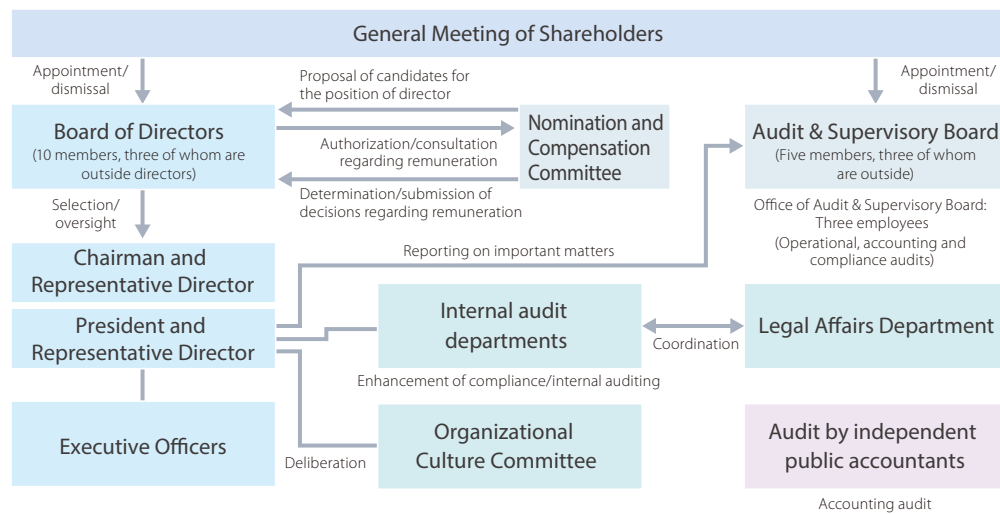 General Meeting of Shareholders
Appointment/
dismissal
Proposal of candidates for
the position of director
Appointment/
dismissal
Board of Directors
(10 members, three of whom are
outside directors)
Authorization/consultation
regarding remuneration
Nomination and
Compensation
Committee
Audit & Supervisory Board
(Five members, three of whom
are outside)
Selection/
oversight
Determination/submission of
decisions regarding remuneration
Office of Audit & Supervisory Board:
Three employees
(Operational, accounting and
compliance audits)
Reporting on important matters
Chairman and
Representative Director
President and
Representative Director
Internal audit
departments
Coordination
Legal Affairs Department
Enhancement of compliance/internal auditing
Executive Officers
Deliberation
Organizational
Culture Committee
Audit by independent
public accountants
Accounting audit